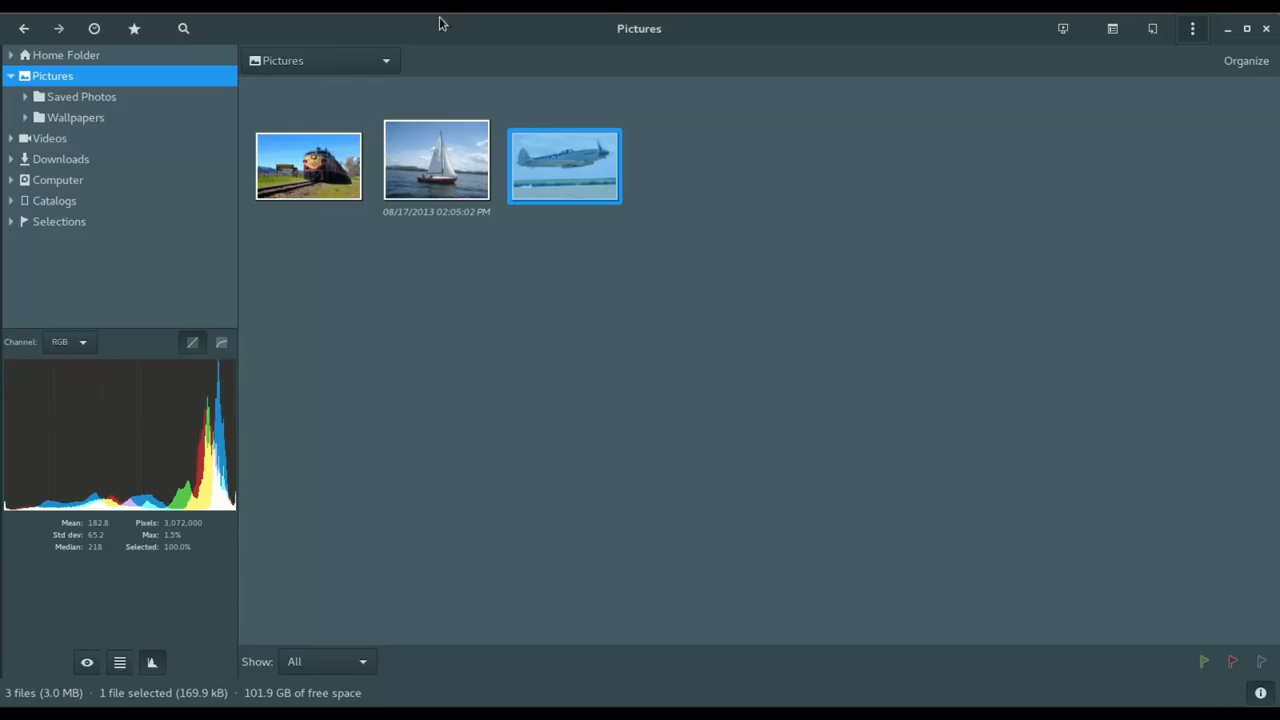 Pictures
Home Folder
Pictures
Saved Photos
Wallpapers
Videos
Downloads
Computer
Catalogs
Selections
Pictures
Organize
08/17/2013 02:05:02 PM
Channel: RGB
Mean: 182.8 Pixels: 3,072,000
Std dev: 65.2 Max: 1.5%
Median: 218 Selected: 100.0%
Show: All
3 files (3.0 MB) · 1 file selected (169.9 kB) · 101.9 GB of free space